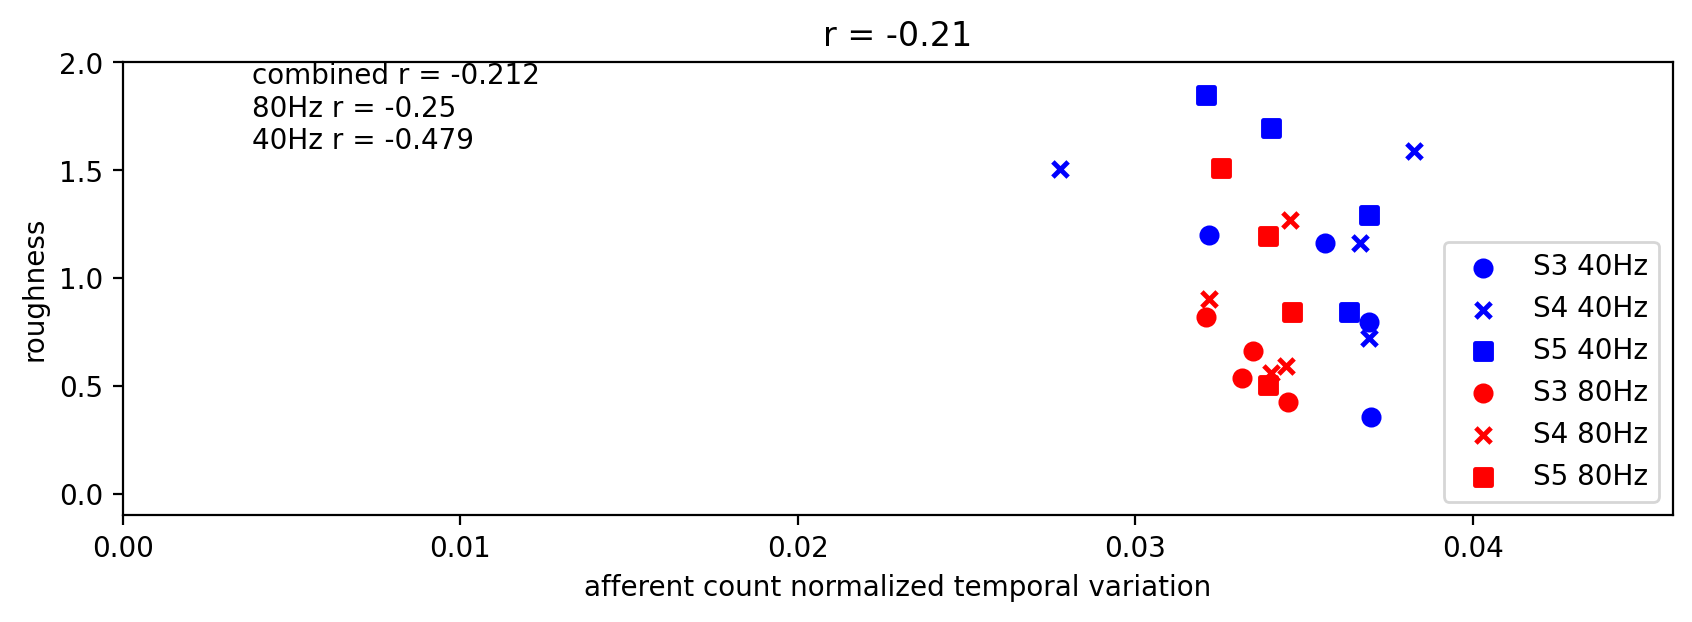 r = -0.21
combined r = -0.212
80Hz r = -0.25
40Hz r = -0.479
2.0
1.5
1.0
0.5
0.0
roughness
S3 40Hz
S4 40Hz
S5 40Hz
S3 80Hz
S4 80Hz
S5 80Hz
0.00 0.01 0.02 0.03 0.04
afferent count normalized temporal variation